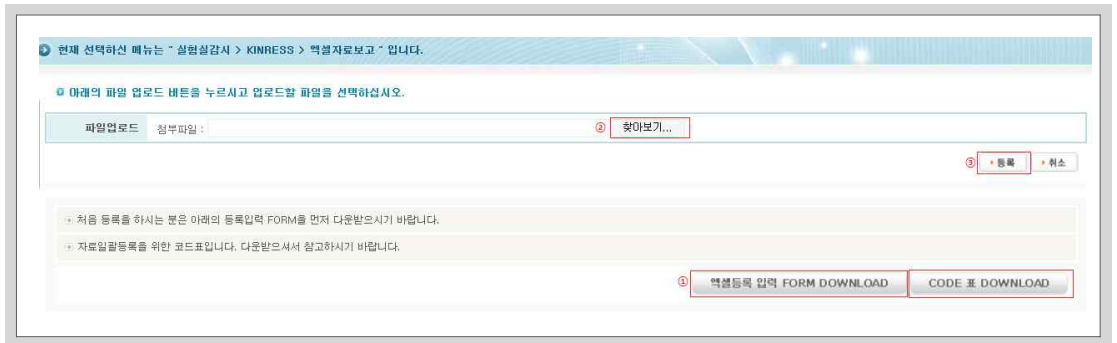 현재 선택하신 메뉴는 " 실험실감시 > KINRESS > 엑셀자료보고 " 입니다.
아래의 파일 업로드 버튼을 누르시고 업로드할 파일을 선택하십시오.
파일업로드 첨부파일 : ② 찾아보기...
③ 등록 취소
처음 등록을 하시는 분은 아래의 등록입력 FORM을 먼저 다운받으시기 바랍니다.
자료일괄등록을 위한 코드표입니다. 다운받으셔서 참고하시기 바랍니다.
① 엑셀등록 입력 FORM DOWNLOAD CODE 표 DOWNLOAD